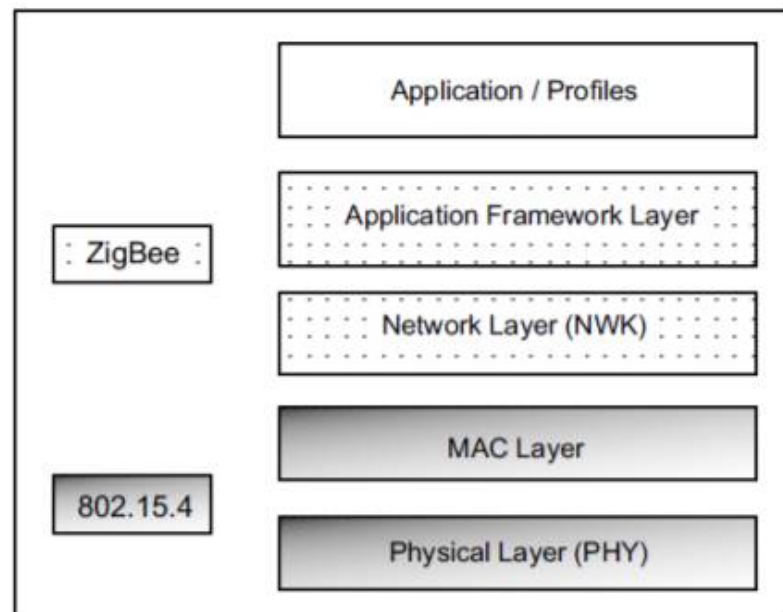 Application / Profiles
Application Framework Layer
ZigBee
Network Layer (NWK)
MAC Layer
802.15.4
Physical Layer (PHY)